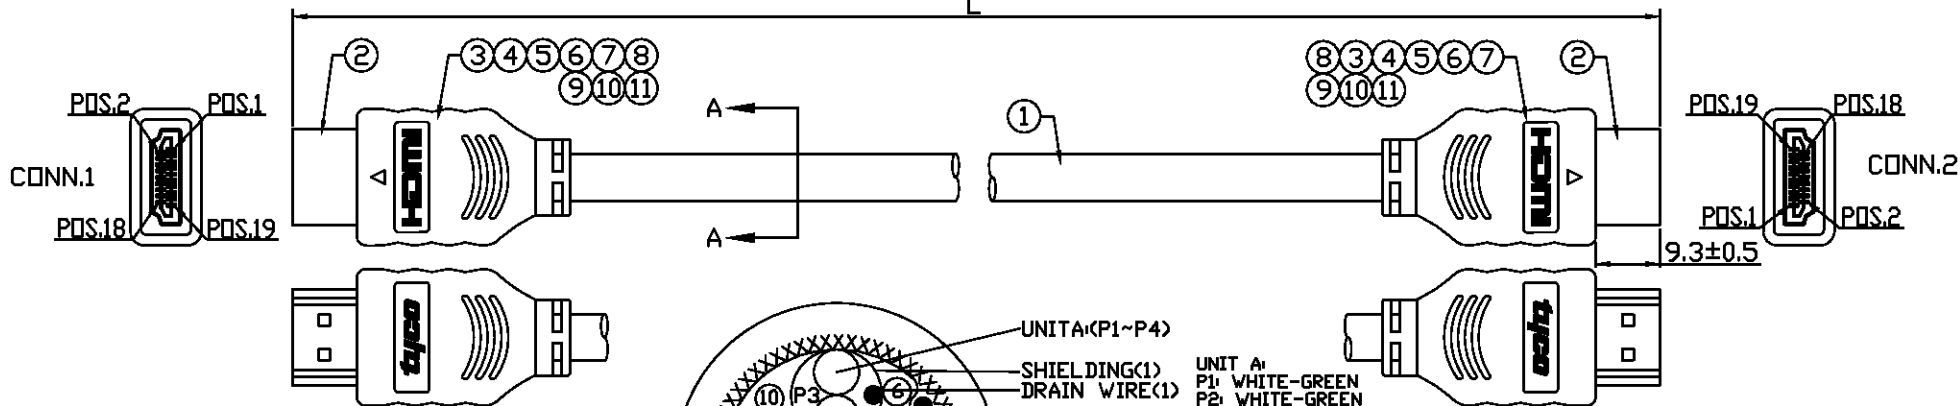 L
2
3 4 5 6 7 8
9 10 11
8 3 4 5 6 7
9 10 11
2
POS.2
POS.1
A
1
POS.19
POS.18
CONN.1
HDMI
HDMI
CONN.2
POS.18
POS.19
A
POS.1
POS.2
9.3±0.5
tyco
tyco
UNITA:(P1~P4)
SHIELDING(1)
DRAIN WIRE(1)
10
P3
6
UNIT A:
P1: WHITE-GREEN
P2: WHITE-GREEN